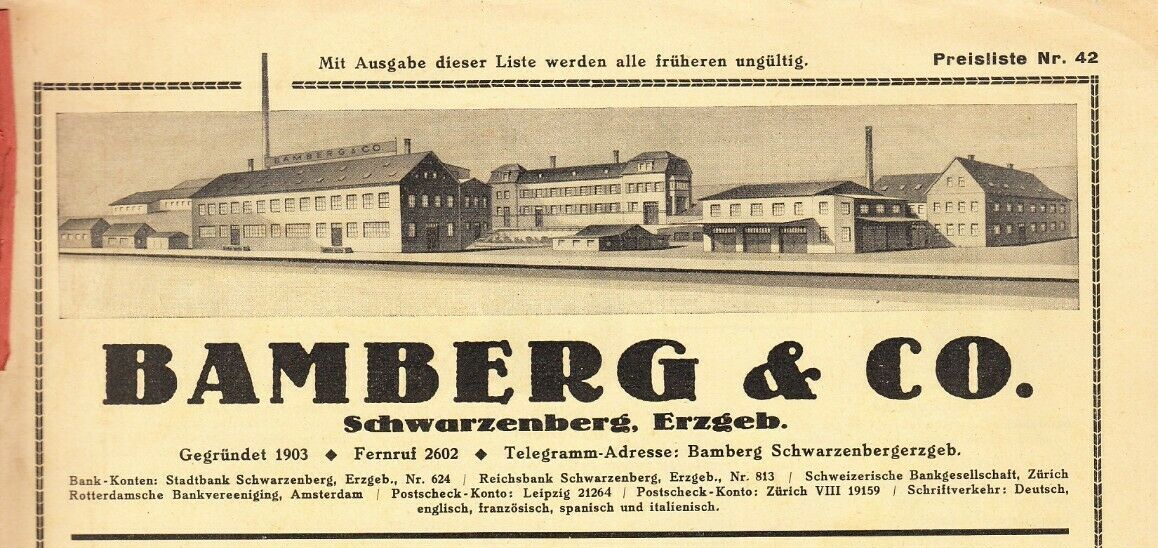 Mit Ausgabe dieser Liste werden alle früheren ungültig.
Preisliste Nr. 42
BAMBERG & CO
BAMBERG & CO.
Schwarzenberg, Erzgeb.
Gegründet 1903 ◆ Fernruf 2602 ◆ Telegramm-Adresse: Bamberg Schwarzenbergerzgeb.
Bank-Konten: Stadtbank Schwarzenberg, Erzgeb., Nr. 624 / Reichsbank Schwarzenberg, Erzgeb., Nr. 813 / Schweizerische Bankgesellschaft, Zürich
Rotterdamsche Bankvereeniging, Amsterdam / Postscheck-Konto: Leipzig 21264 / Postscheck-Konto: Zürich VIII 19159 / Schriftverkehr: Deutsch,
englisch, französisch, spanisch und italienisch.